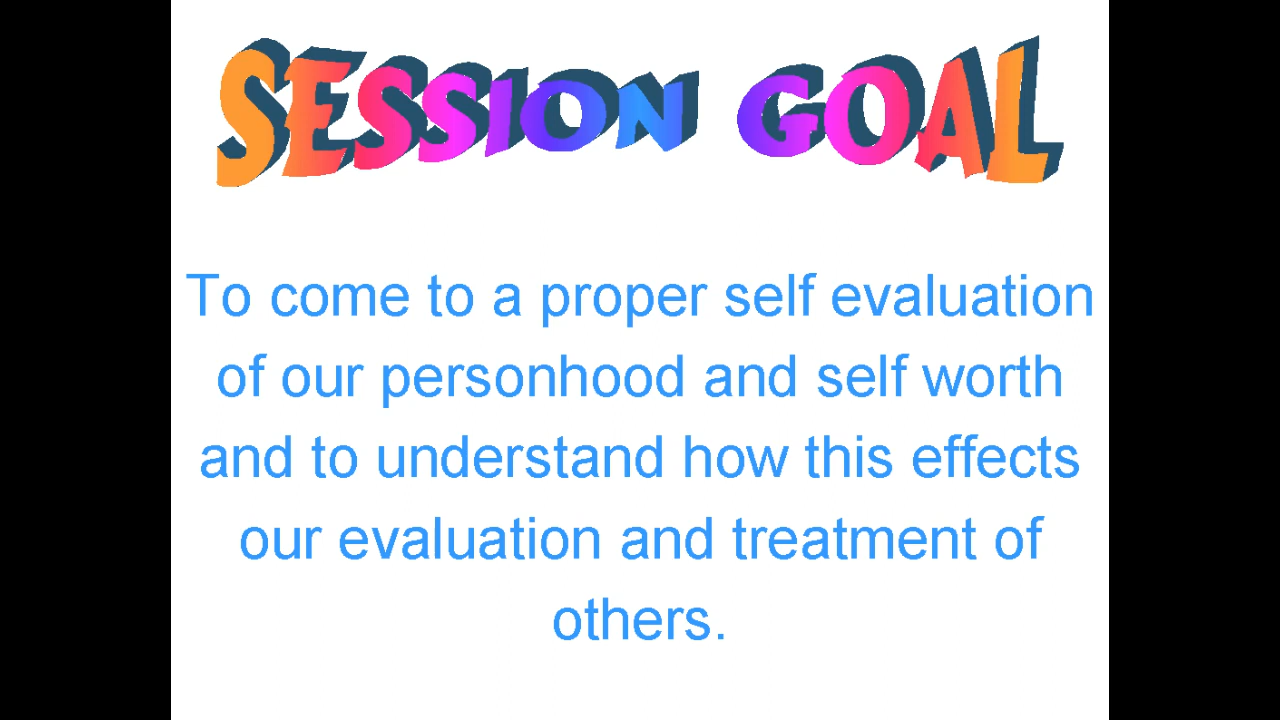 SESSION GOAL
To come to a proper self evaluation
of our personhood and self worth
and to understand how this effects
our evaluation and treatment of
others.